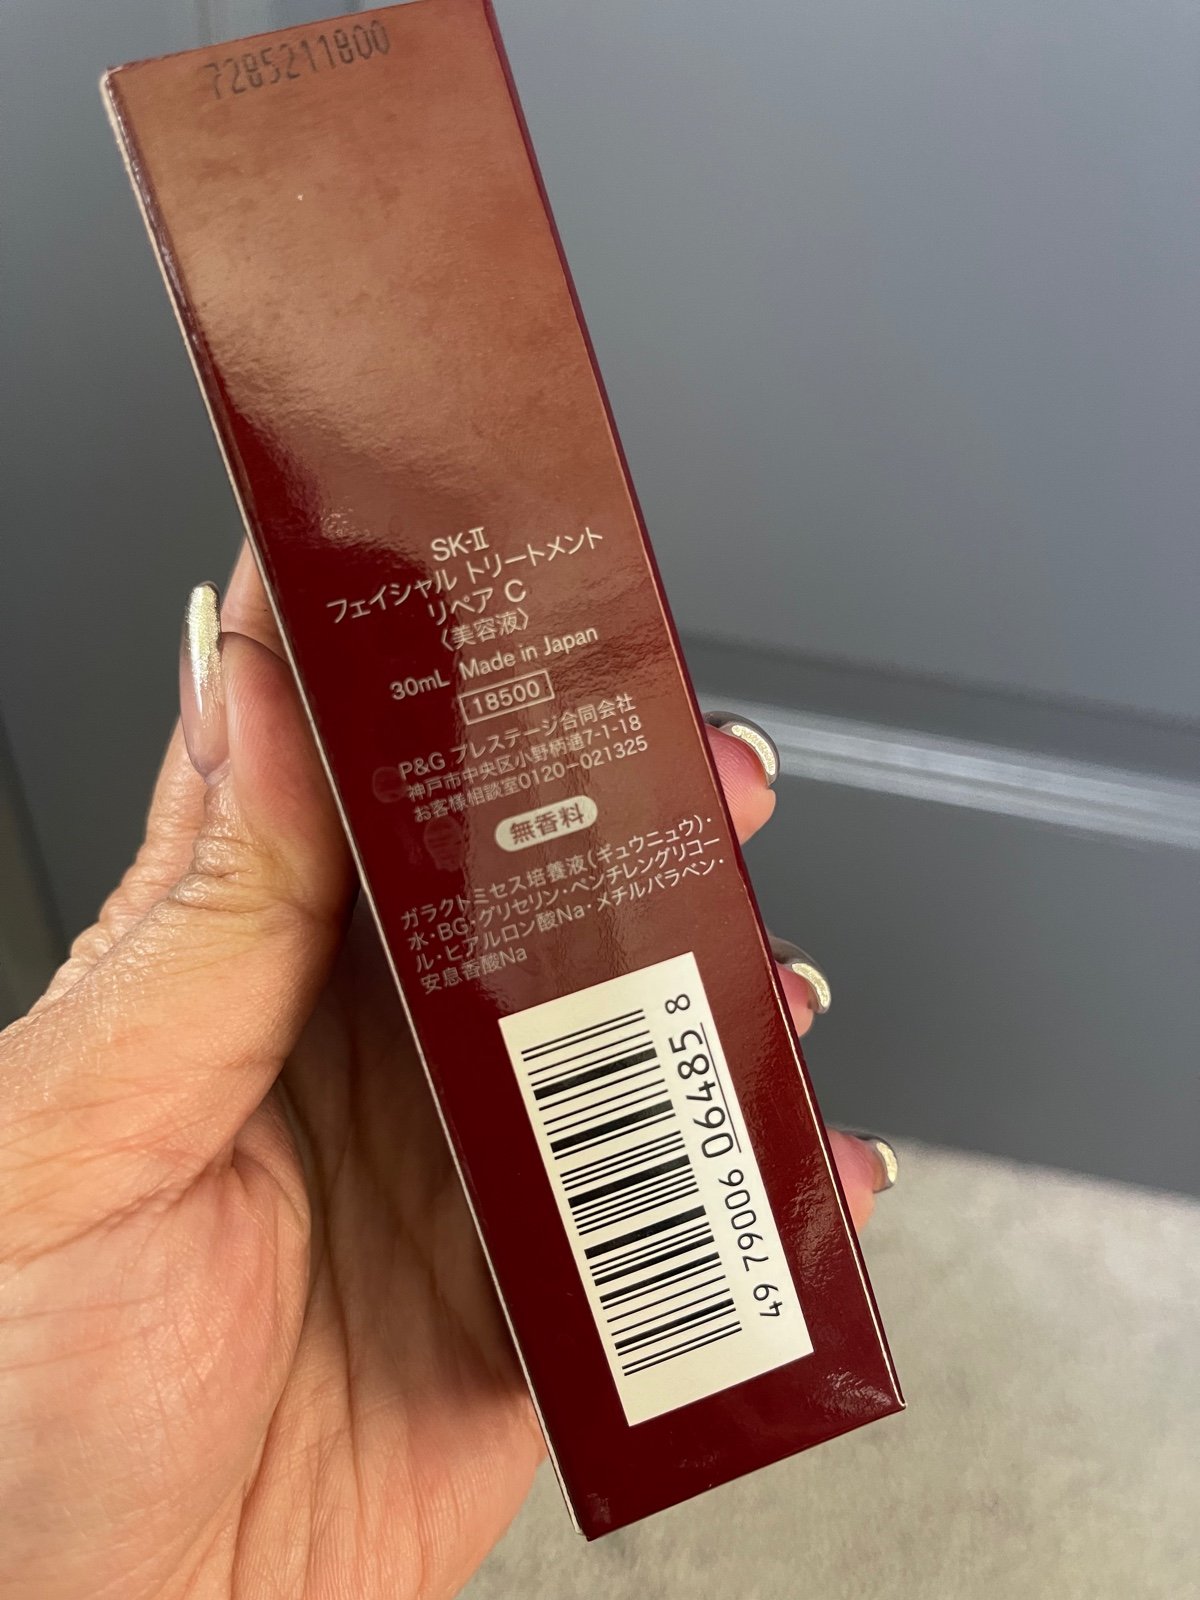 7285211800
SK-II
フェイシャル トリートメント
リペア C
〈美容液〉
30mL Made in Japan
18500
P&G プレステージ合同会社
神戸市中央区小野柄通7-1-18
お客様相談室0120-021325
無香料
ガラクトミセス培養液(ギュウニュウ)・
水・BG・グリセリン・ペンチレングリコー
ル・ヒアルロン酸Na・メチルパラベン・
安息香酸Na
49 79006 06485 8